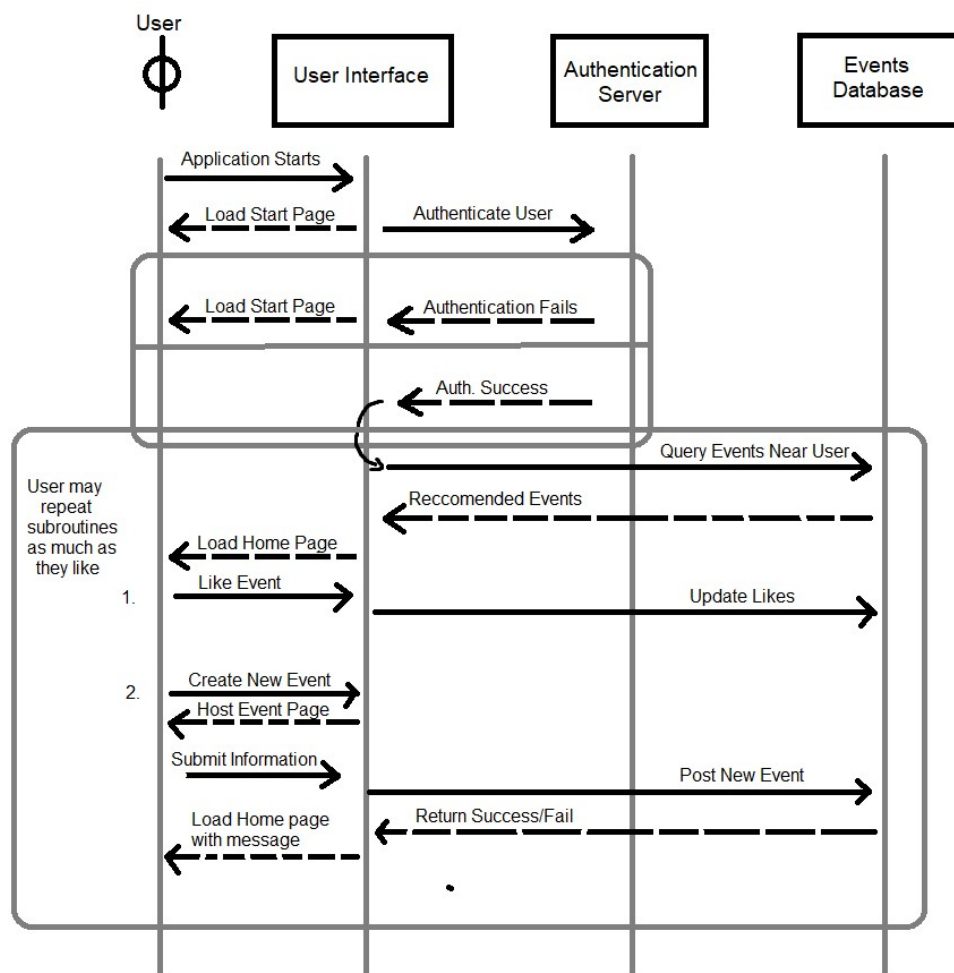 User
User Interface
Authentication
Server
Events
Database
Application Starts
Load Start Page
Authenticate User
Load Start Page
Authentication Fails
Auth. Success
Query Events Near User
User may
repeat
subroutines
as much as
they like
Reccomended Events
Load Home Page
1.
Like Event
Update Likes
2.
Create New Event
Host Event Page
Submit Information
Post New Event
Return Success/Fail
Load Home page
with message